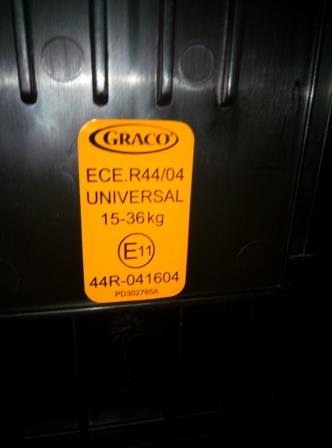 GRACO
ECE.R44/04
UNIVERSAL
15-36kg
E11
44R-041604
PD302765A